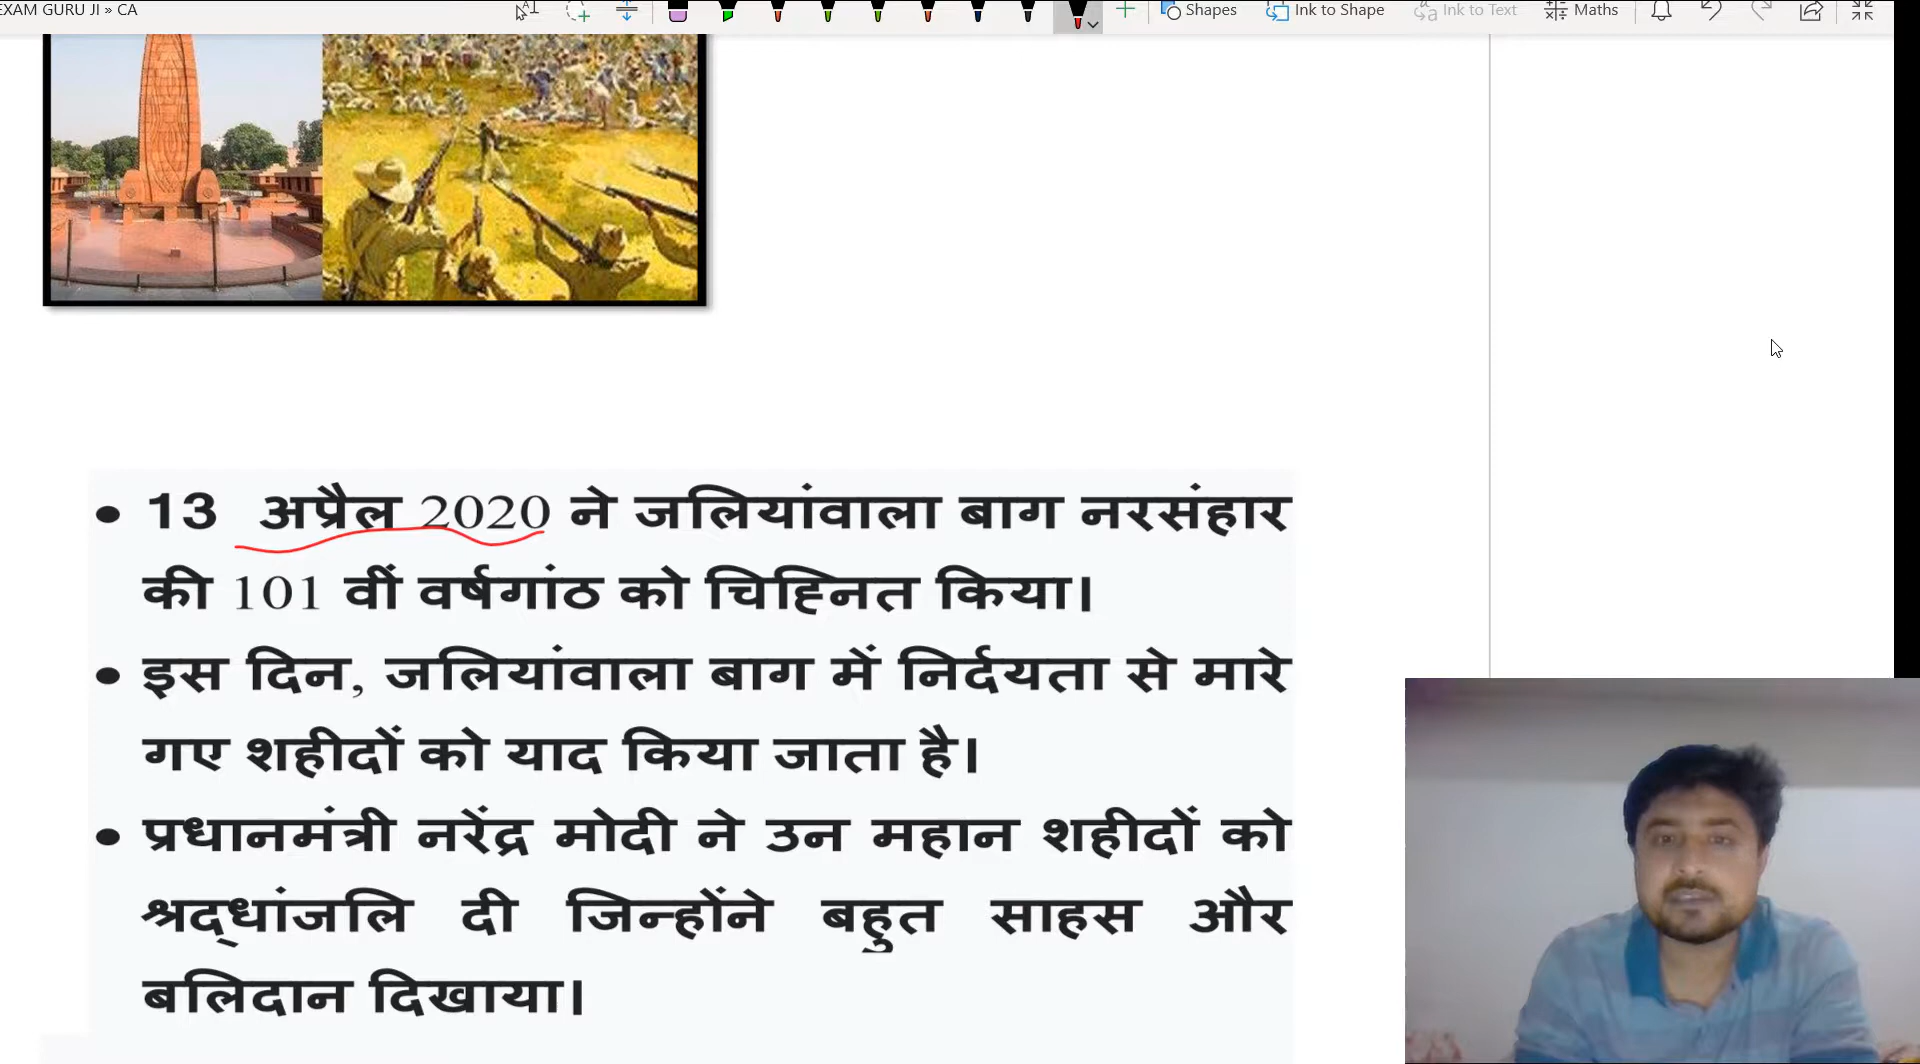 EXAM GURU JI » CA
Shapes Ink to Shape Ink to Text Maths
• 13 अप्रैल 2020 ने जलियांवाला बाग नरसंहार
की 101 वीं वर्षगांठ को चिह्नित किया।
• इस दिन, जलियांवाला बाग में निर्दयता से मारे
गए शहीदों को याद किया जाता है।
• प्रधानमंत्री नरेंद्र मोदी ने उन महान शहीदों को
श्रद्धांजलि दी जिन्होंने बहुत साहस और
बलिदान दिखाया।